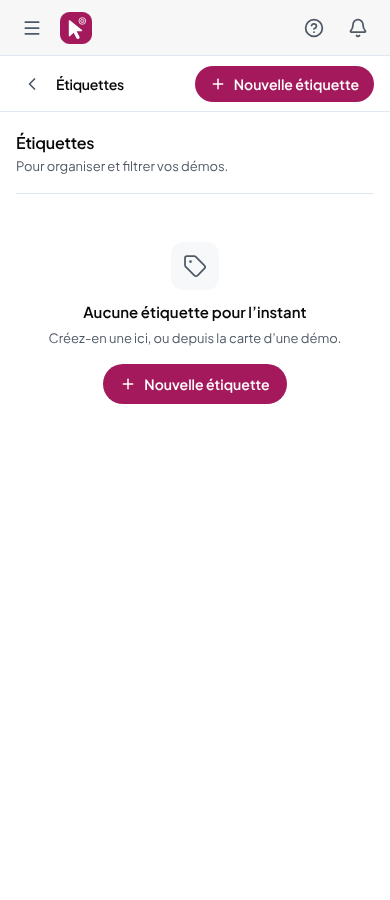 Étiquettes
Nouvelle étiquette
Étiquettes
Pour organiser et filtrer vos démos.
Aucune étiquette pour l’instant
Créez-en une ici, ou depuis la carte d’une démo.
Nouvelle étiquette